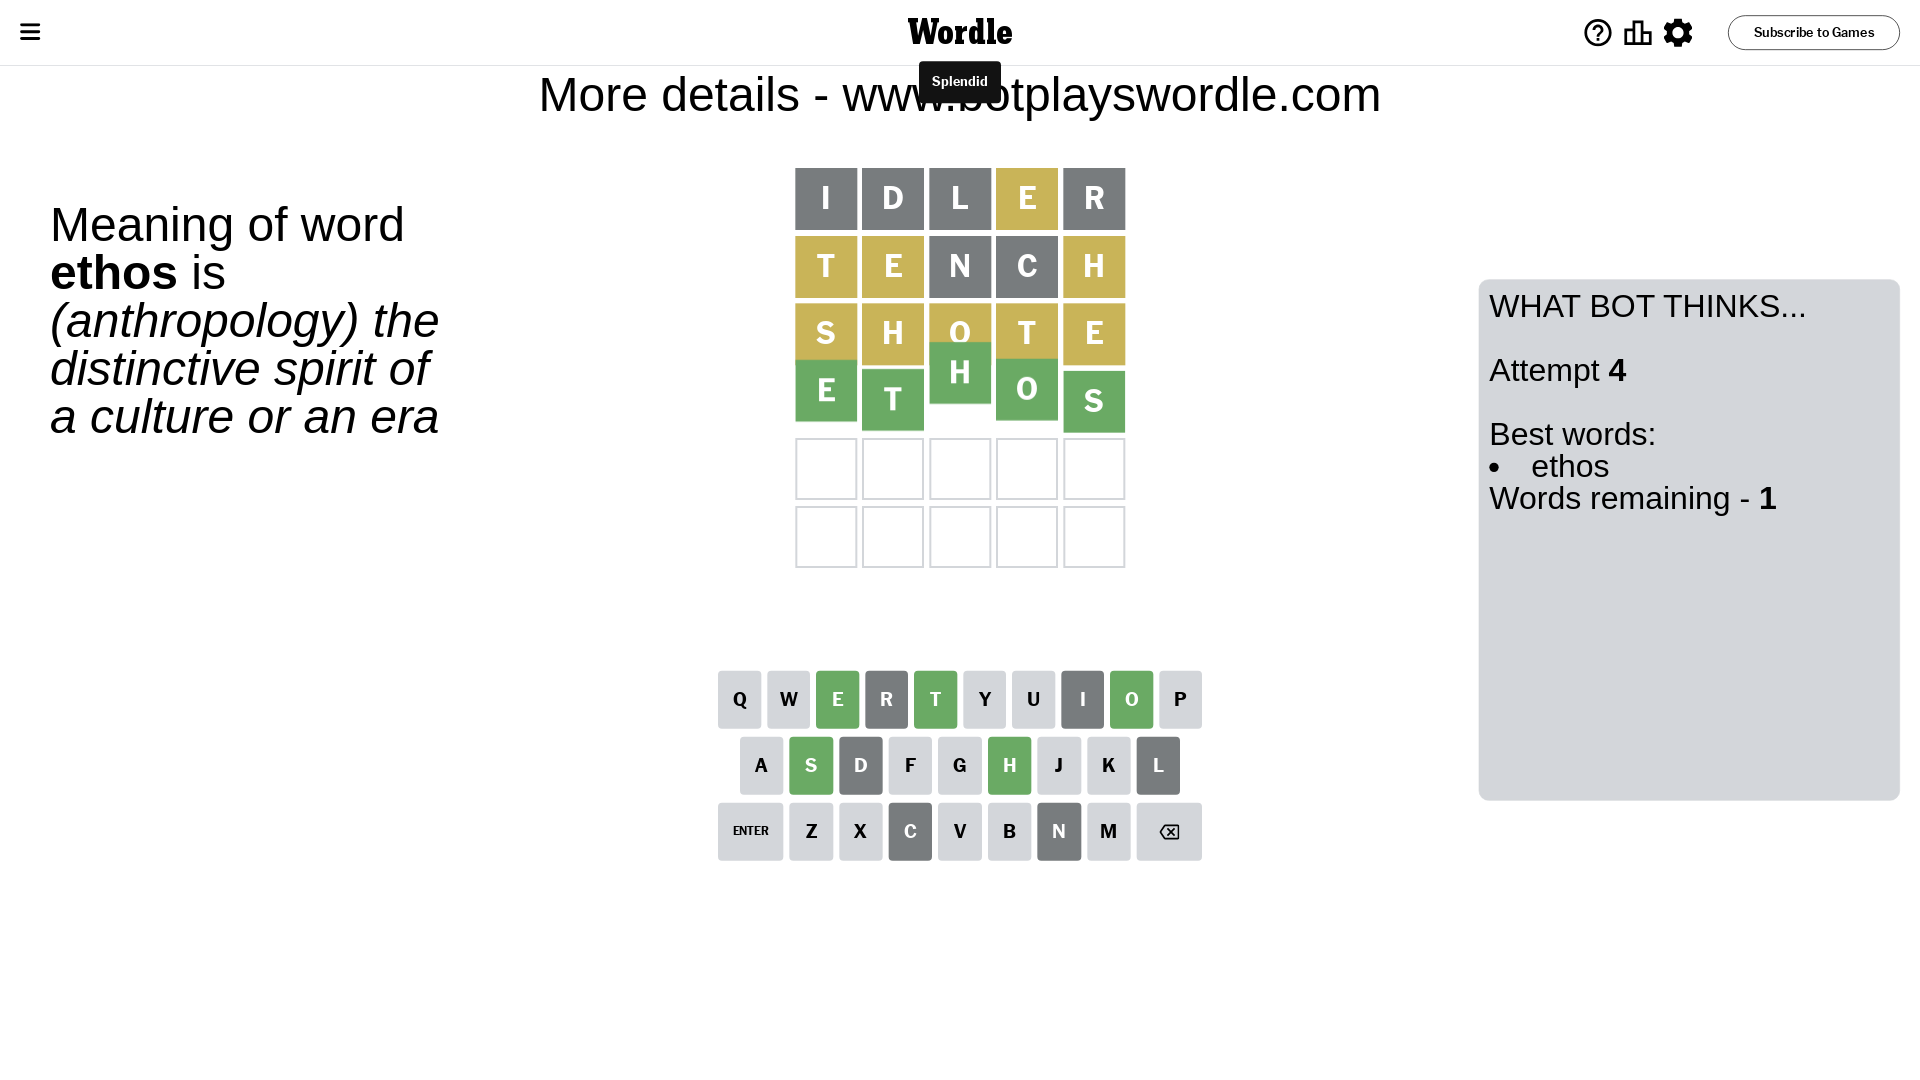 Wordle
Subscribe to Games
Splendid
More details - www.botplayswordle.com
Meaning of word
ethos is
(anthropology) the
distinctive spirit of
a culture or an era
I D L E R
T E N C H
S H O T E
E T H O S
WHAT BOT THINKS...
Attempt 4
Best words:
• ethos
Words remaining - 1
Q W E R T Y U I O P
A S D F G H J K L
ENTER Z X C V B N M